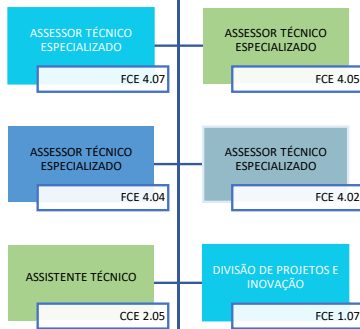 ASSESSOR TÉCNICO
ESPECIALIZADO
FCE 4.07
ASSESSOR TÉCNICO
ESPECIALIZADO
FCE 4.05
ASSESSOR TÉCNICO
ESPECIALIZADO
FCE 4.04
ASSESSOR TÉCNICO
ESPECIALIZADO
FCE 4.02
ASSISTENTE TÉCNICO
CCE 2.05
DIVISÃO DE PROJETOS E
INOVAÇÃO
FCE 1.07